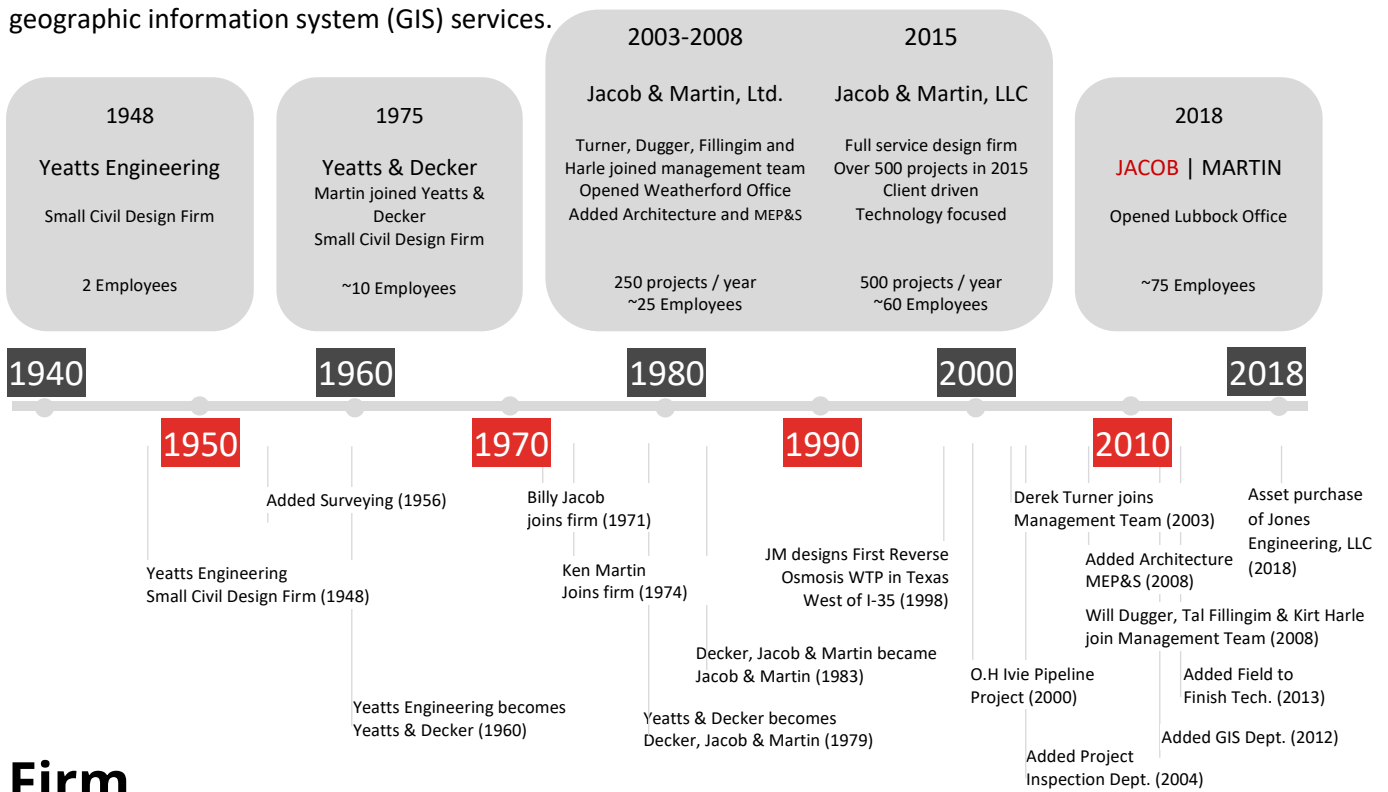 geographic information system (GIS) services.
1948
Yeatts Engineering
Small Civil Design Firm
2 Employees
1975
Yeatts & Decker
Martin joined Yeatts &
Decker
Small Civil Design Firm
~10 Employees
2003-2008
Jacob & Martin, Ltd.
Turner, Dugger, Fillingim and
Harle joined management team
Opened Weatherford Office
Added Architecture and MEP&S
250 projects / year
~25 Employees
2015
Jacob & Martin, LLC
Full service design firm
Over 500 projects in 2015
Client driven
Technology focused
500 projects / year
~60 Employees
2018
JACOB | MARTIN
Opened Lubbock Office
~75 Employees
1940
1960
1980
2000
2018
1950
1970
1990
2010
Added Surveying (1956)
Yeatts Engineering
Small Civil Design Firm (1948)
Yeatts Engineering becomes
Yeatts & Decker (1960)
Billy Jacob
joins firm (1971)
Ken Martin
Joins firm (1974)
Yeatts & Decker becomes
Decker, Jacob & Martin (1979)
Decker, Jacob & Martin became
Jacob & Martin (1983)
JM designs First Reverse
Osmosis WTP in Texas
West of I-35 (1998)
O.H Ivie Pipeline
Project (2000)
Derek Turner joins
Management Team (2003)
Added Project
Inspection Dept. (2004)
Added Architecture
MEP&S (2008)
Will Dugger, Tal Fillingim & Kirt Harle
join Management Team (2008)
Added GIS Dept. (2012)
Added Field to
Finish Tech. (2013)
Asset purchase
of Jones
Engineering, LLC
(2018)
Firm